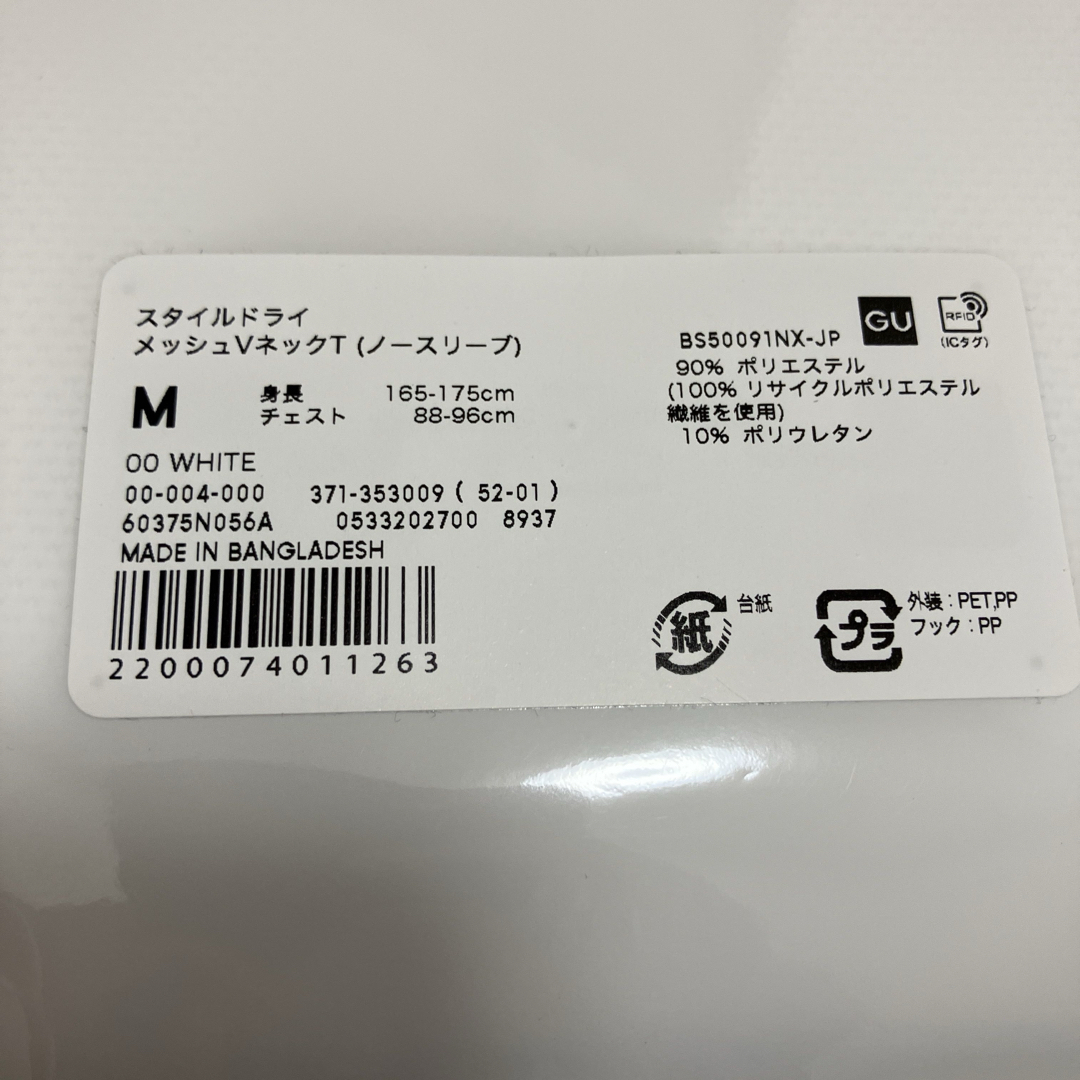 スタイルドライ
メッシュVネックT (ノースリーブ)
M
身長 165-175cm
チェスト 88-96cm
00 WHITE
00-004-000 371-353009 ( 52-01 )
60375N056A 0533202700 8937
MADE IN BANGLADESH
2200074011263
BS50091NX-JP
GU
RFID
(ICタグ)
90% ポリエステル
(100% リサイクルポリエステル
繊維を使用)
10% ポリウレタン
紙
台紙
プラ
外装 : PET,PP
フック : PP